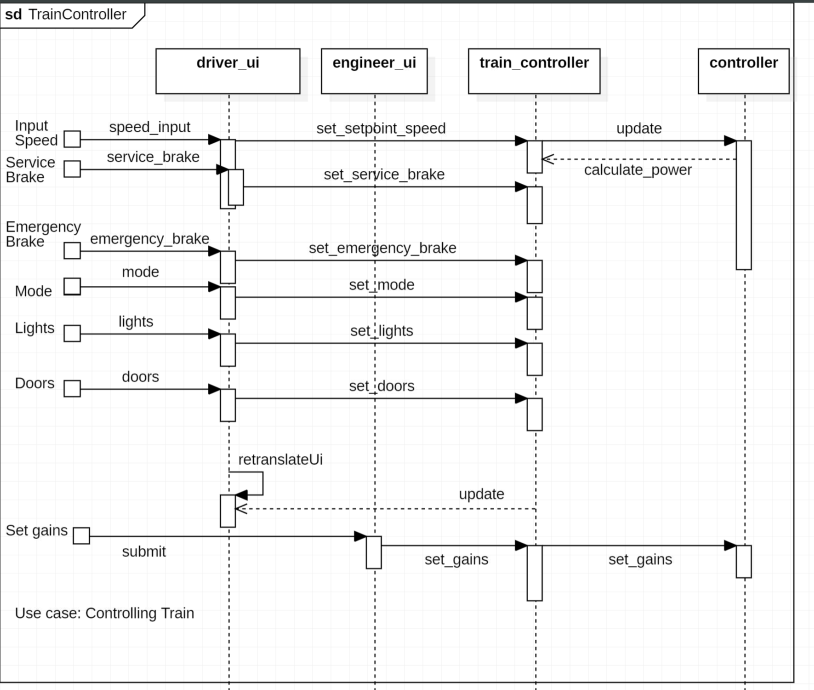 sd TrainController
driver_ui
engineer_ui
train_controller
controller
Input
Speed
speed_input
set_setpoint_speed
update
Service
Brake
service_brake
set_service_brake
calculate_power
Emergency
Brake
emergency_brake
set_emergency_brake
mode
set_mode
Mode
Lights
lights
set_lights
Doors
doors
set_doors
retranslateUi
update
Set gains
submit
set_gains
set_gains
Use case: Controlling Train